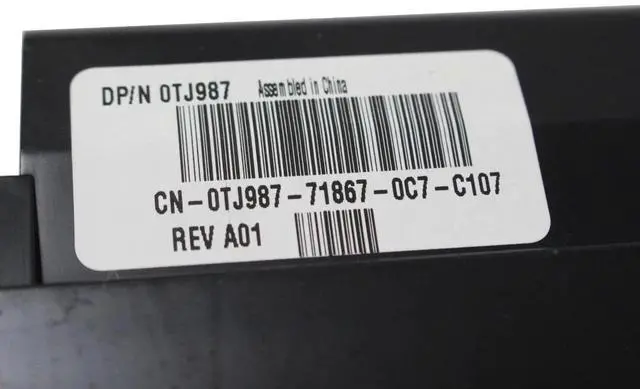 DP/N 0TJ987 Assembled in China
CN-0TJ987-71867-0C7-C107
REV A01